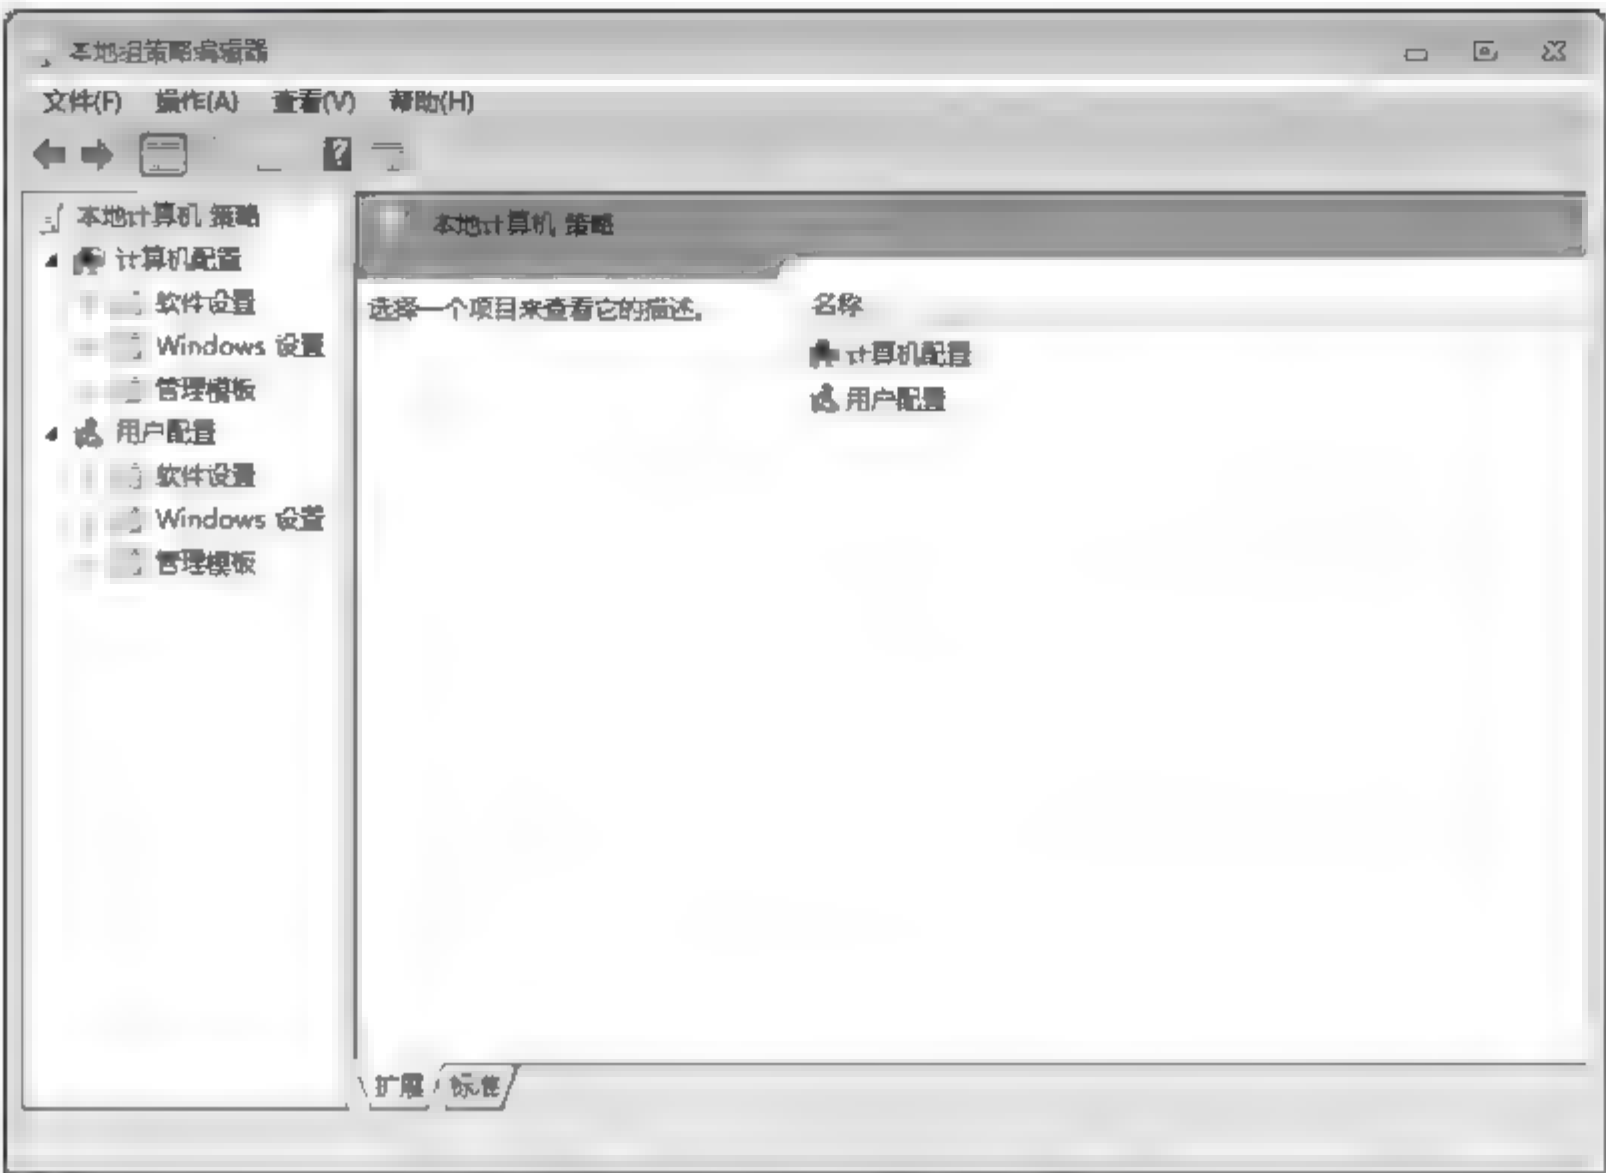 本地组策略编辑器
文件(F) 操作(A) 查看(V) 帮助(H)
本地计算机 策略
计算机配置
软件设置
Windows 设置
管理模板
用户配置
软件设置
Windows 设置
管理模板
本地计算机 策略
选择一个项目来查看它的描述。
名称
计算机配置
用户配置
扩展 标准